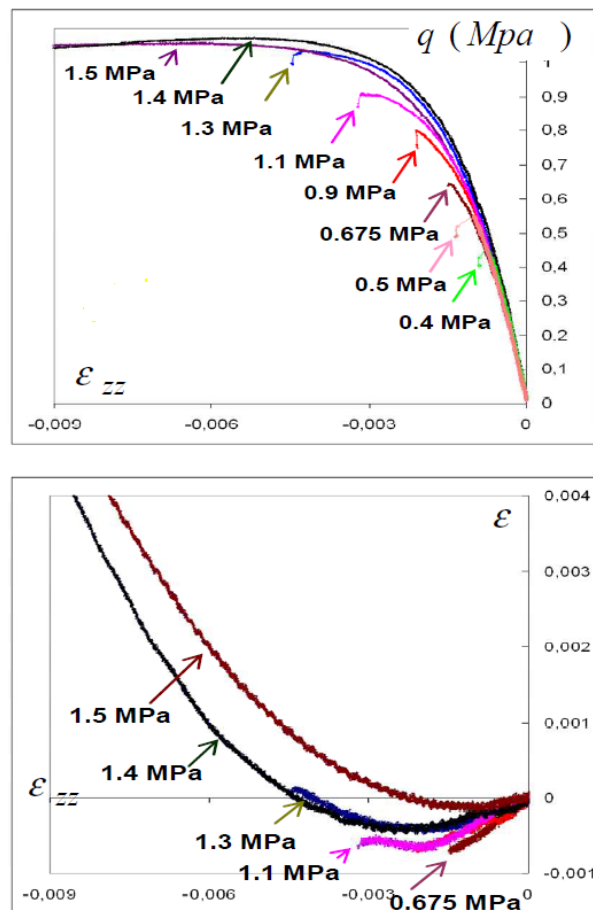 q (Mpa)
1
0,9
0,8
0,7
0,6
0,5
0,4
0,3
0,2
0,1
0
1.5 MPa
1.4 MPa
1.3 MPa
1.1 MPa
0.9 MPa
0.675 MPa
0.5 MPa
0.4 MPa
ε zz
-0,009 -0,006 -0,003 0
0,004
ε
0,003
0,002
0,001
0
-0,001
1.5 MPa
1.4 MPa
ε zz
1.3 MPa
1.1 MPa
0.675 MPa
-0,009 -0,006 -0,003 0